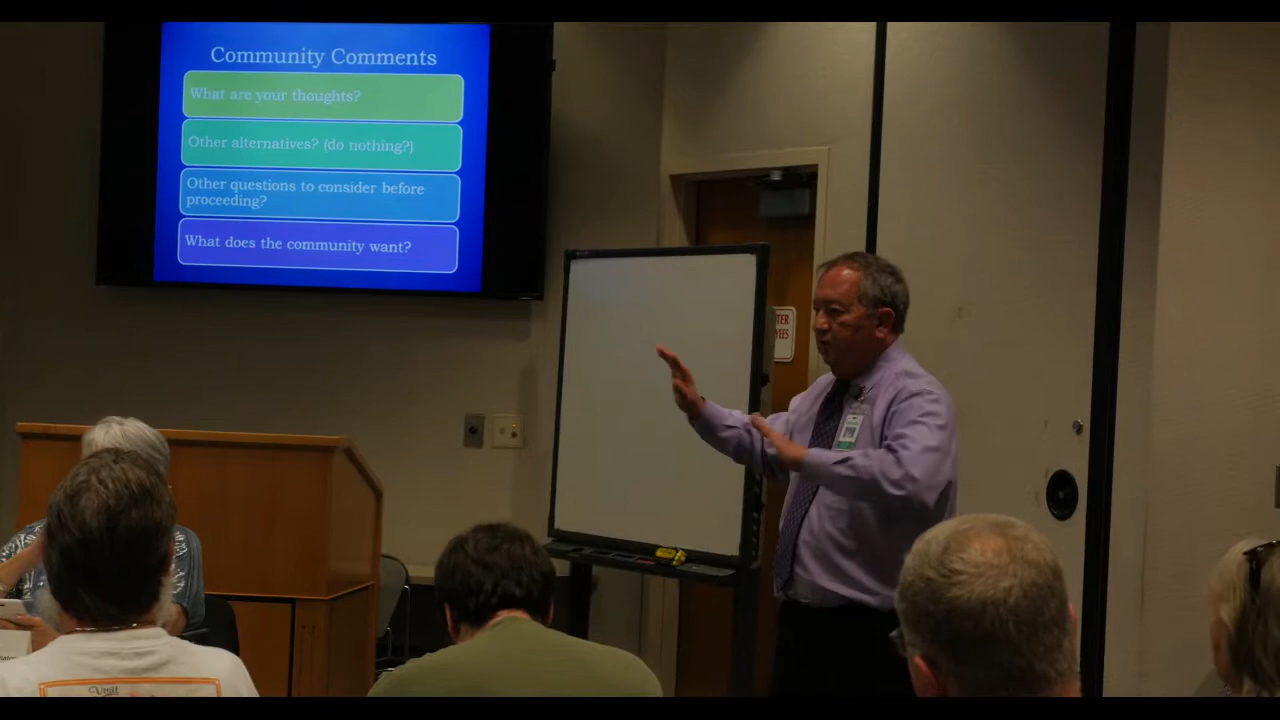 Community Comments
What are your thoughts?
Other alternatives? (do nothing?)
Other questions to consider before
proceeding?
What does the community want?
Visit